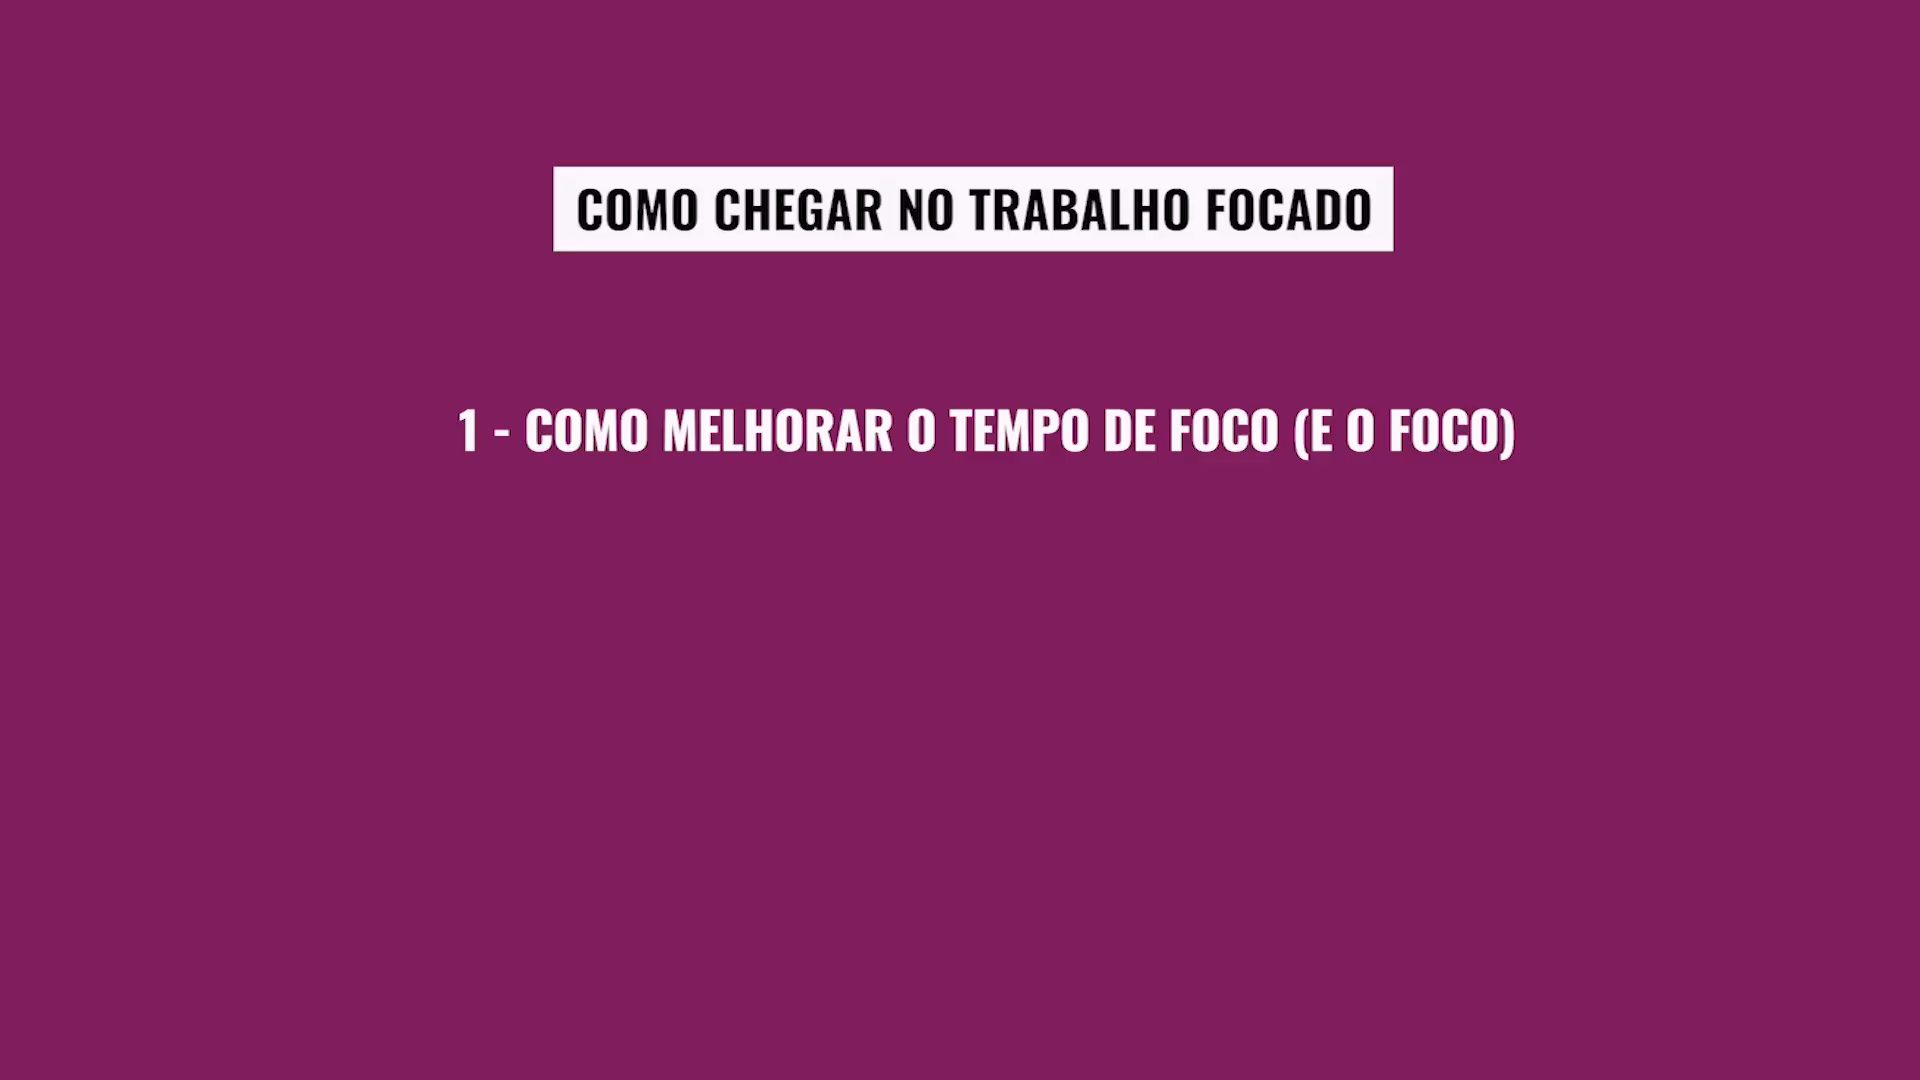 COMO CHEGAR NO TRABALHO FOCADO
1 - COMO MELHORAR O TEMPO DE FOCO (E O FOCO)